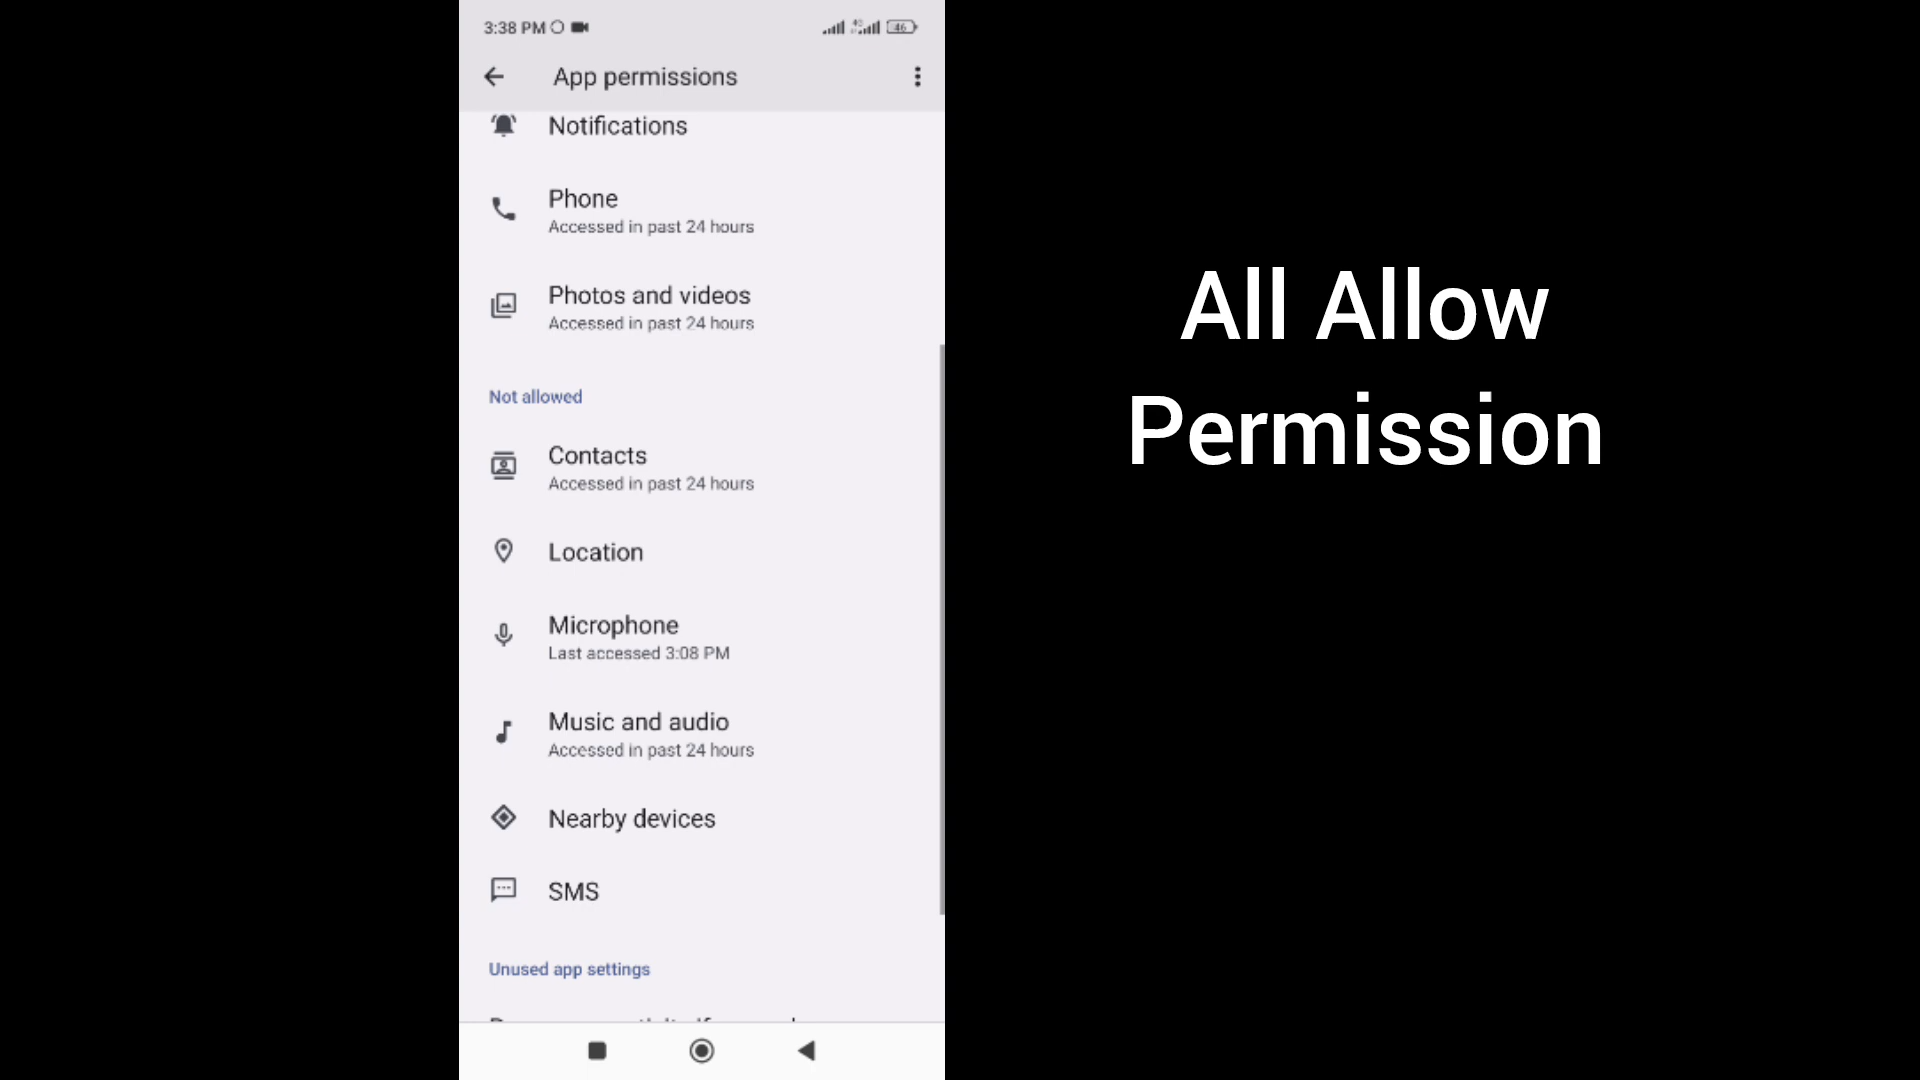 3:38 PM
4G
46
App permissions
Notifications
Phone
Accessed in past 24 hours
Photos and videos
Accessed in past 24 hours
Not allowed
Contacts
Accessed in past 24 hours
Location
Microphone
Last accessed 3:08 PM
Music and audio
Accessed in past 24 hours
Nearby devices
SMS
Unused app settings
All Allow
Permission